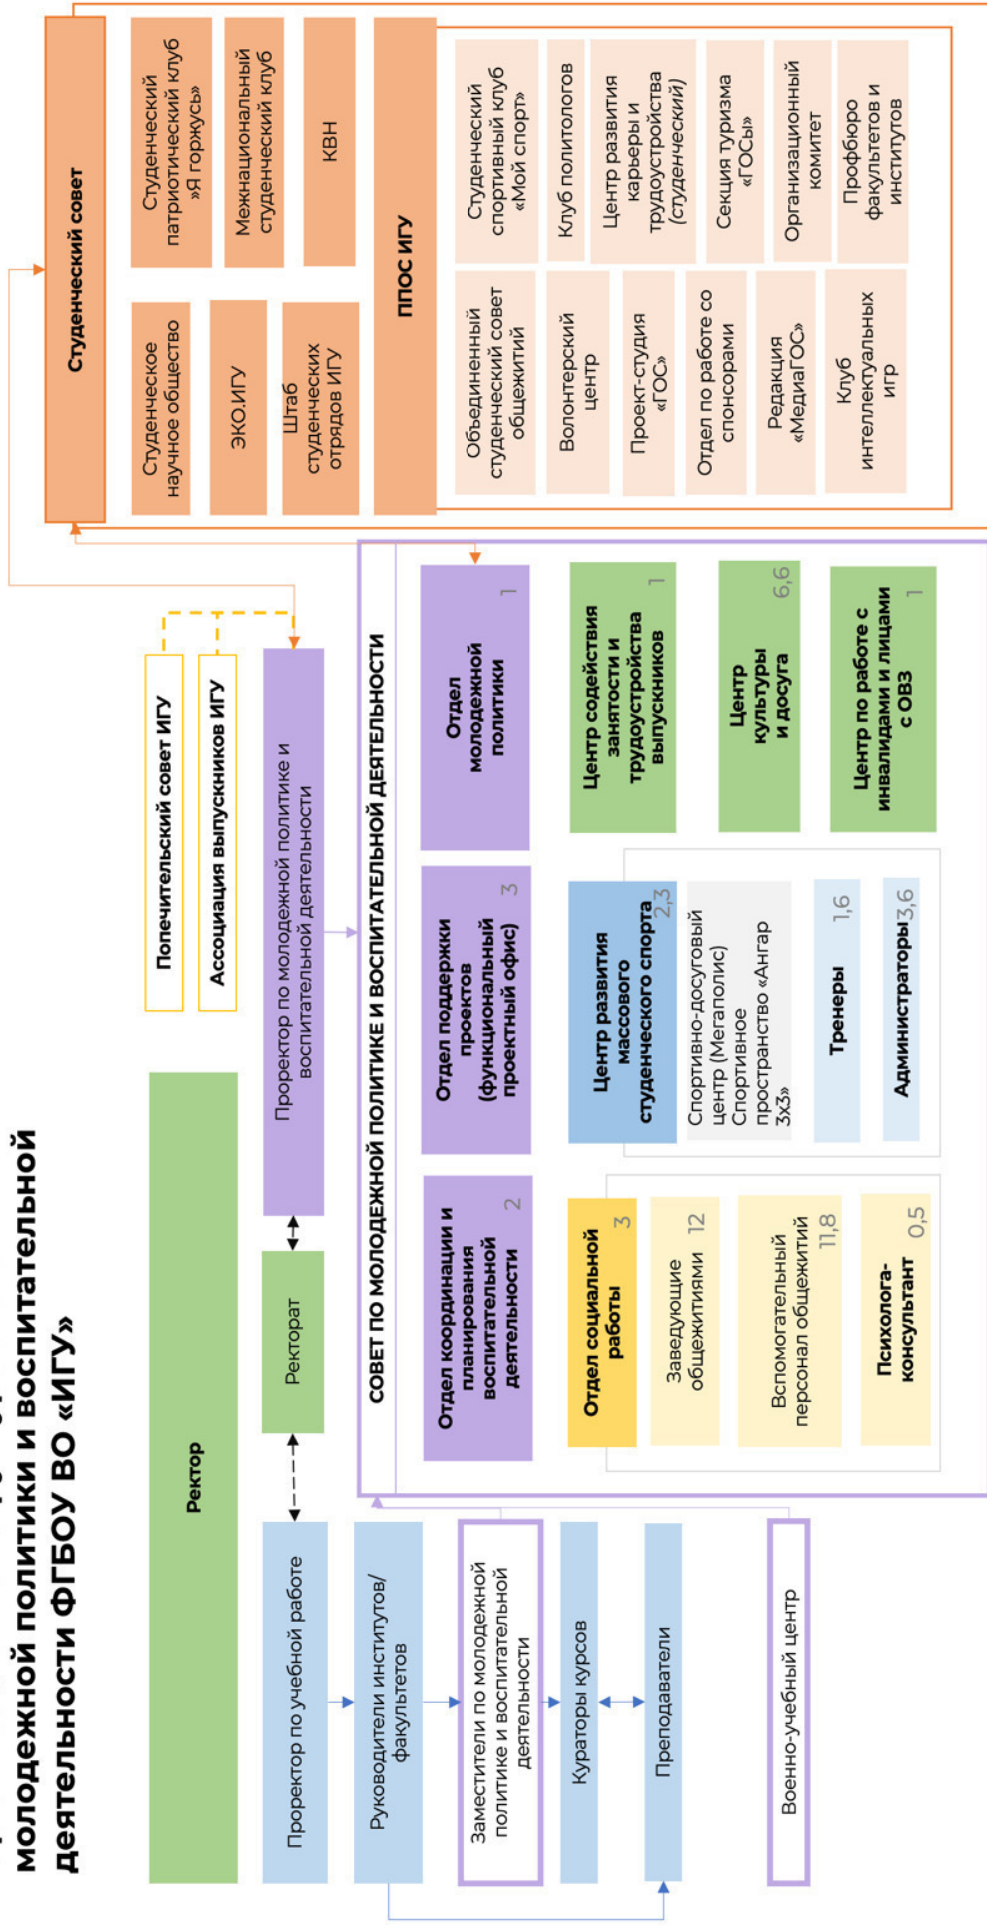 молодежной политики и воспитательной
деятельности ФГБОУ ВО «ИГУ»
Ректор
Попечительский совет ИГУ
Ассоциация выпускников ИГУ
Студенческий совет
Проректор по учебной работе
Ректорат
Проректор по молодежной политике и
воспитательной деятельности
Руководители институтов/
факультетов
Заместители по молодежной
политике и воспитательной
деятельности
Кураторы курсов
Преподаватели
Военно-учебный центр
СОВЕТ ПО МОЛОДЕЖНОЙ ПОЛИТИКЕ И ВОСПИТАТЕЛЬНОЙ ДЕЯТЕЛЬНОСТИ
Отдел координации и
планирования
воспитательной
деятельности
2
Отдел поддержки
проектов
(функциональный
проектный офис)
3
Отдел
молодежной
политики
1
Отдел социальной
работы
3
Заведующие
общежитиями
12
Вспомогательный
персонал общежитий
11,8
Психолога-
консультант
0,5
Центр развития
массового
студенческого спорта
2,3
Спортивно-досуговый
центр (Мегаполис)
Спортивное
пространство «Ангар
3х3»
Тренеры
1,6
Администраторы
3,6
Центр содействия
занятости и
трудоустройства
выпускников
1
Центр
культуры
и досуга
6,6
Центр по работе с
инвалидами и лицами
с ОВЗ
1
Студенческое
научное общество
Студенческий
патриотический клуб
»Я горжусь»
ЭКО.ИГУ
Межнациональный
студенческий клуб
Штаб
студенческих
отрядов ИГУ
КВН
ППОС ИГУ
Объединенный
студенческий совет
общежитий
Студенческий
спортивный клуб
«Мой спорт»
Волонтерский
центр
Клуб политологов
Проект-студия
«ГОС»
Центр развития
карьеры и
трудоустройства
(студенческий)
Отдел по работе со
спонсорами
Секция туризма
«ГОСы»
Редакция
«МедиаГОС»
Организационный
комитет
Клуб
интеллектуальных
игр
Профбюро
факультетов и
институтов